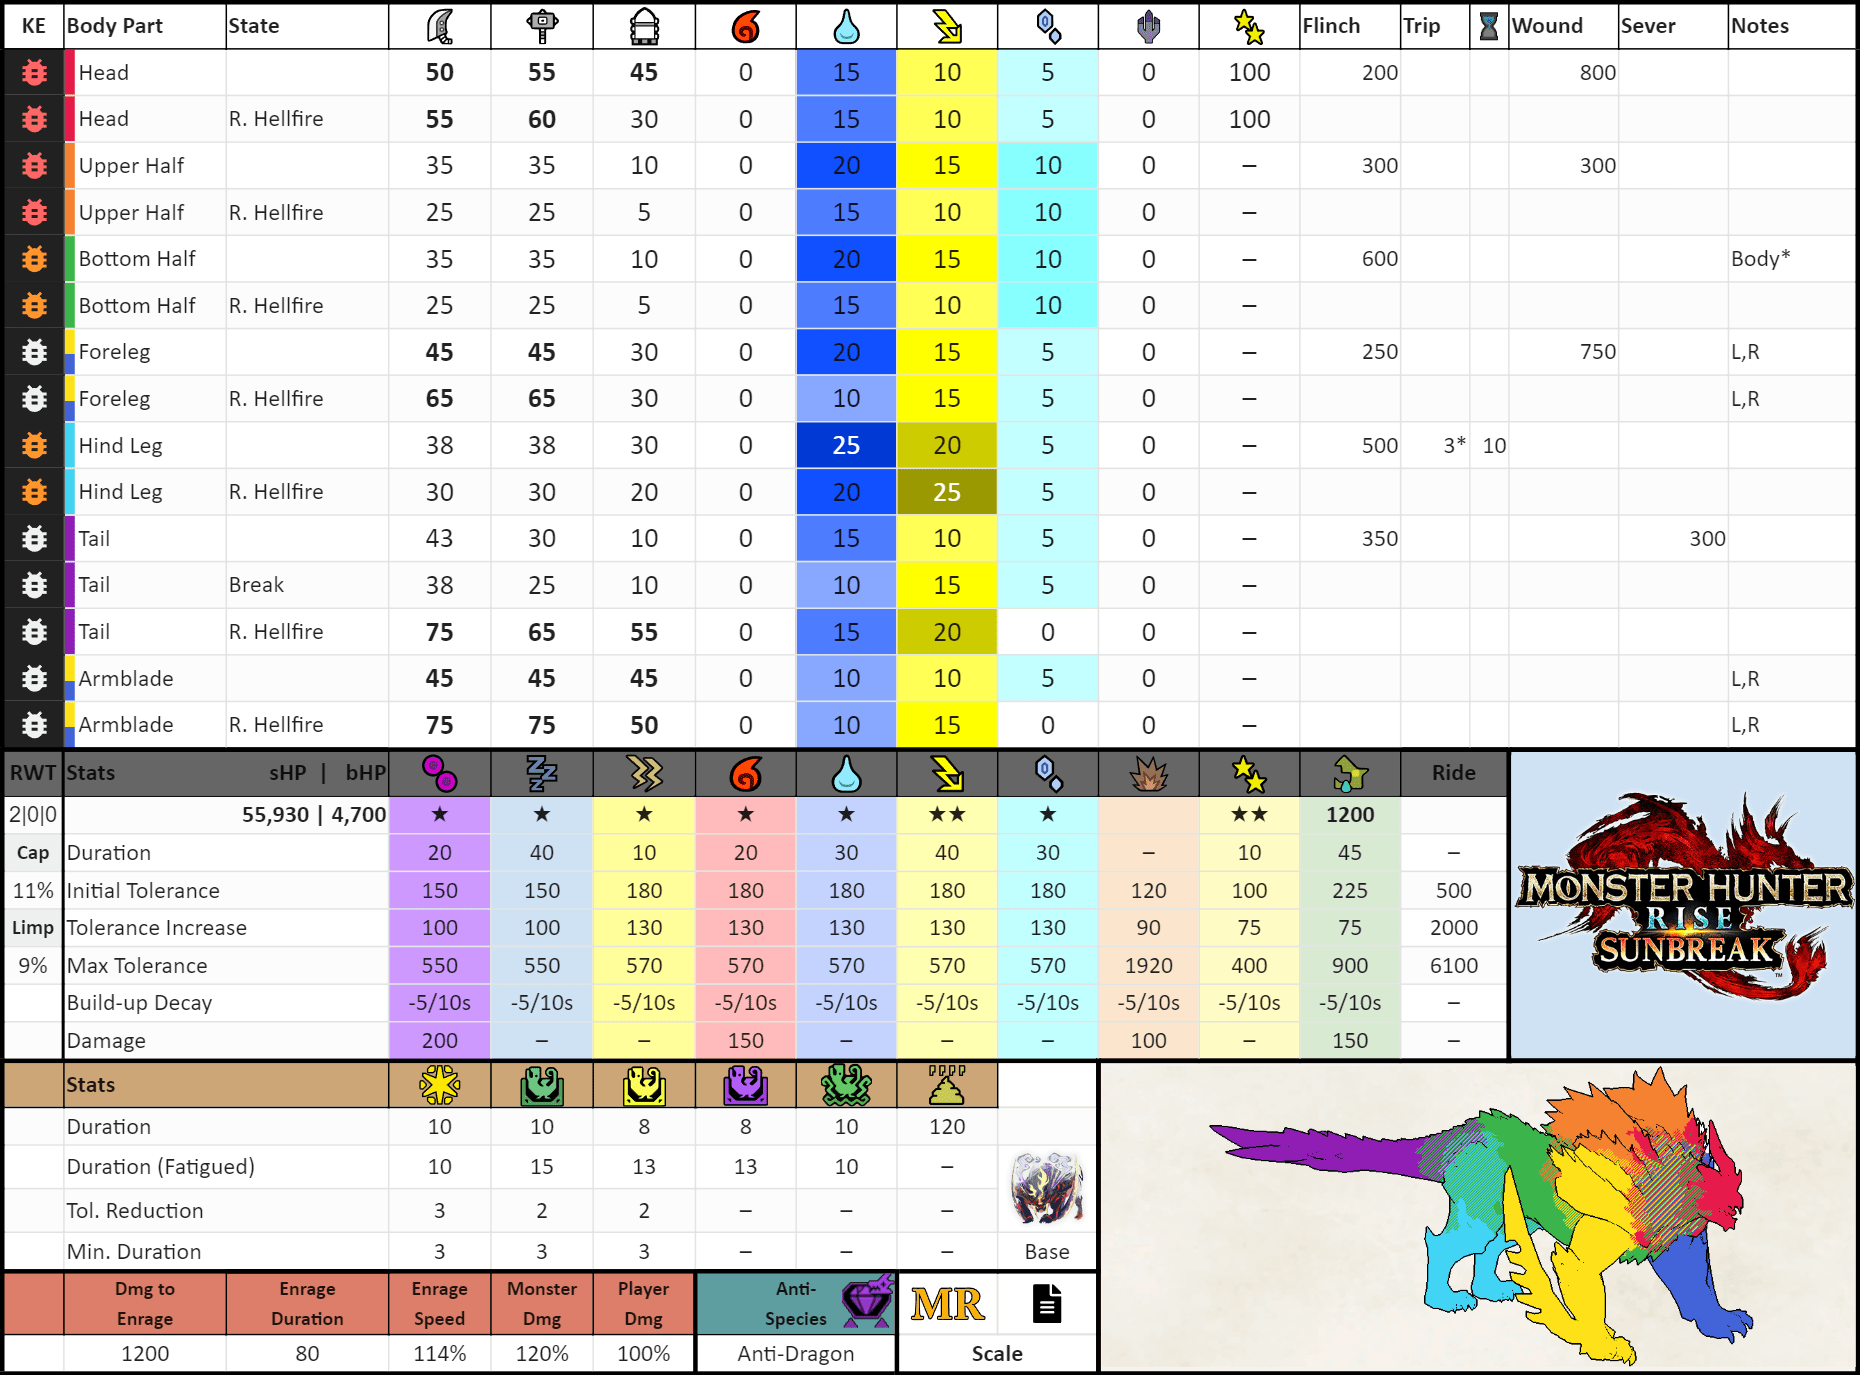 KE Body Part State Flinch Trip Wound Sever Notes
Head 50 55 45 0 15 10 5 0 100 200 800
Head R. Hellfire 55 60 30 0 15 10 5 0 100
Upper Half 35 35 10 0 20 15 10 0 – 300 300
Upper Half R. Hellfire 25 25 5 0 15 10 10 0 –
Bottom Half 35 35 10 0 20 15 10 0 – 600 Body*
Bottom Half R. Hellfire 25 25 5 0 15 10 10 0 –
Foreleg 45 45 30 0 20 15 5 0 – 250 750 L,R
Foreleg R. Hellfire 65 65 30 0 10 15 5 0 – L,R
Hind Leg 38 38 30 0 25 20 5 0 – 500 3* 10
Hind Leg R. Hellfire 30 30 20 0 20 25 5 0 –
Tail 43 30 10 0 15 10 5 0 – 350 300
Tail Break 38 25 10 0 10 15 5 0 –
Tail R. Hellfire 75 65 55 0 15 20 0 0 –
Armblade 45 45 45 0 10 10 5 0 – L,R
Armblade R. Hellfire 75 75 50 0 10 15 0 0 – L,R
RWT Stats sHP | bHP Ride
2|0|0 55,930 | 4,700 ★ ★ ★ ★ ★ ★★ ★ ★★ 1200
Cap Duration 20 40 10 20 30 40 30 – 10 45 –
11% Initial Tolerance 150 150 180 180 180 180 180 120 100 225 500
Limp Tolerance Increase 100 100 130 130 130 130 130 90 75 75 2000
9% Max Tolerance 550 550 570 570 570 570 570 1920 400 900 6100
Build-up Decay -5/10s -5/10s -5/10s -5/10s -5/10s -5/10s -5/10s -5/10s -5/10s -5/10s –
Damage 200 – – 150 – – – 100 – 150 –
MONSTER HUNTER
RISE
SUNBREAK™
Stats
Duration 10 10 8 8 10 120
Duration (Fatigued) 10 15 13 13 10 –
Tol. Reduction 3 2 2 – – –
Min. Duration 3 3 3 – – – Base
Dmg to Enrage Enrage Monster Player Anti-
Enrage Duration Speed Dmg Dmg Species MR
1200 80 114% 120% 100% Anti-Dragon Scale